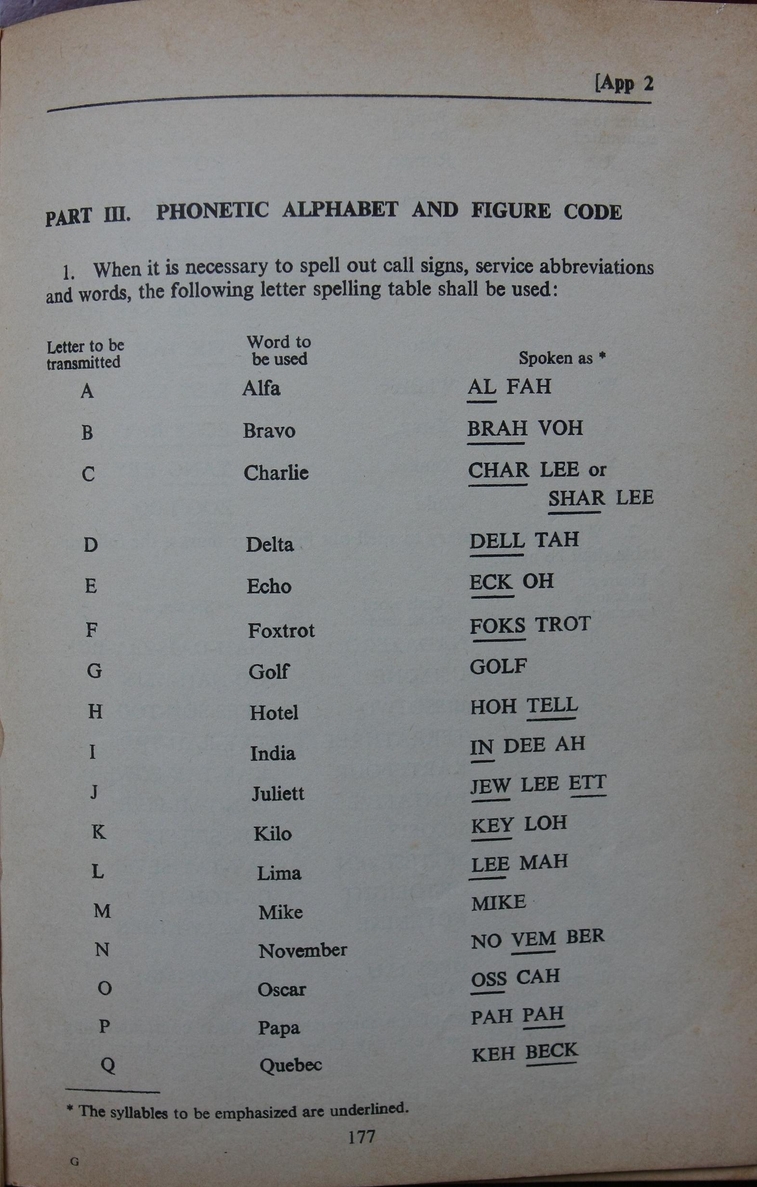 [App 2
PART III. PHONETIC ALPHABET AND FIGURE CODE
1. When it is necessary to spell out call signs, service abbreviations
and words, the following letter spelling table shall be used:
Letter to be transmitted Word to be used Spoken as *
A Alfa AL FAH
B Bravo BRAH VOH
C Charlie CHAR LEE or
SHAR LEE
D Delta DELL TAH
E Echo ECK OH
F Foxtrot FOKS TROT
G Golf GOLF
H Hotel HOH TELL
I India IN DEE AH
J Juliett JEW LEE ETT
K Kilo KEY LOH
L Lima LEE MAH
M Mike MIKE
N November NO VEM BER
O Oscar OSS CAH
P Papa PAH PAH
Q Quebec KEH BECK
* The syllables to be emphasized are underlined.
177
G